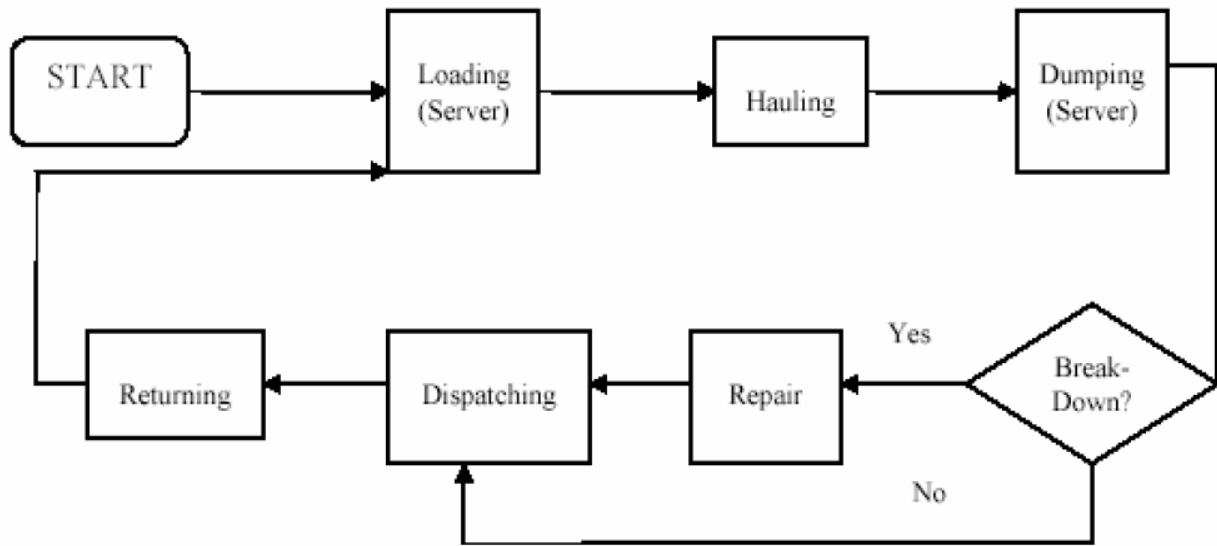 START
Loading
(Server)
Hauling
Dumping
(Server)
Yes
Break-
Down?
Repair
Dispatching
Returning
No